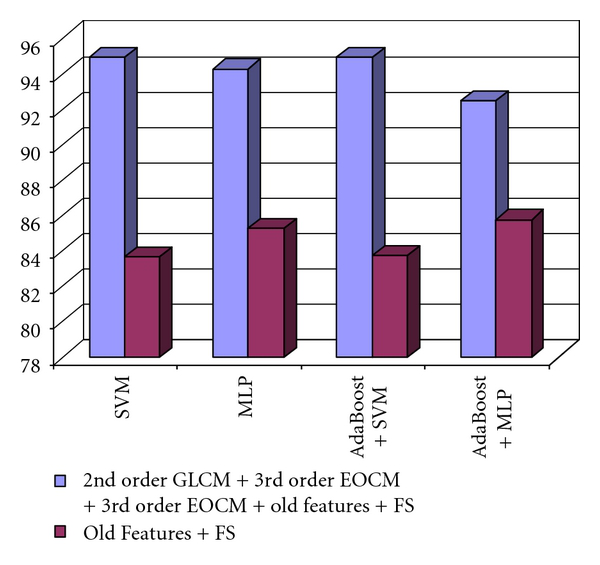 96
94
92
90
88
86
84
82
80
78
SVM
MLP
AdaBoost
+ SVM
AdaBoost
+ MLP
2nd order GLCM + 3rd order EOCM
+ 3rd order EOCM + old features + FS
Old Features + FS